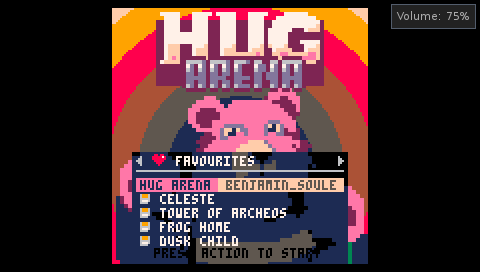 HUG
ARENA
Volume: 75%
FAVOURITES
HUG ARENA BENJAMIN_SOULE
CELESTE
TOWER OF ARCHEOS
FROG HOME
DUSK CHILD
PRESS ACTION TO START